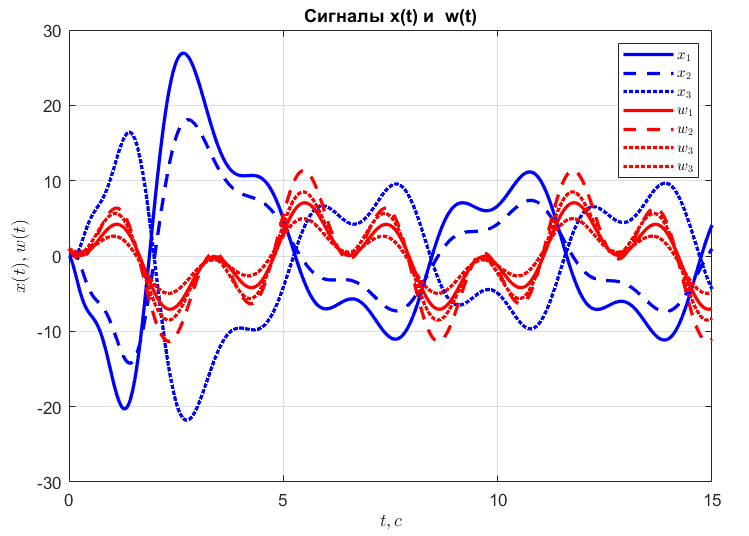 Сигналы x(t) и w(t)
x(t), w(t)
30
20
10
0
-10
-20
-30
0
5
10
15
t, c
x₁
x₂
x₃
w₁
w₂
w₃
w₃